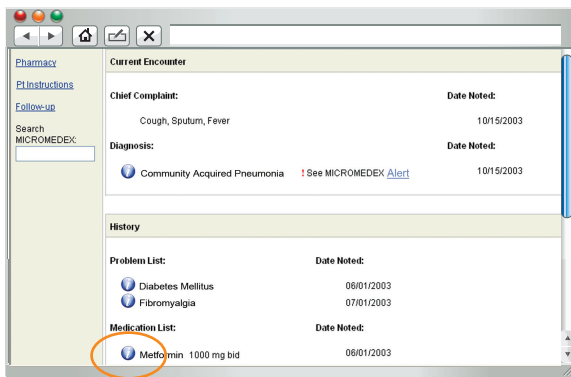 Pharmacy
Pt Instructions
Follow-up
Search
MICROMEDEX:
Current Encounter
Chief Complaint: Date Noted:
Cough, Sputum, Fever 10/15/2003
Diagnosis: Date Noted:
Community Acquired Pneumonia ! See MICROMEDEX Alert 10/15/2003
History
Problem List: Date Noted:
Diabetes Mellitus 06/01/2003
Fibromyalgia 07/01/2003
Medication List: Date Noted:
Metformin 1000 mg bid 06/01/2003